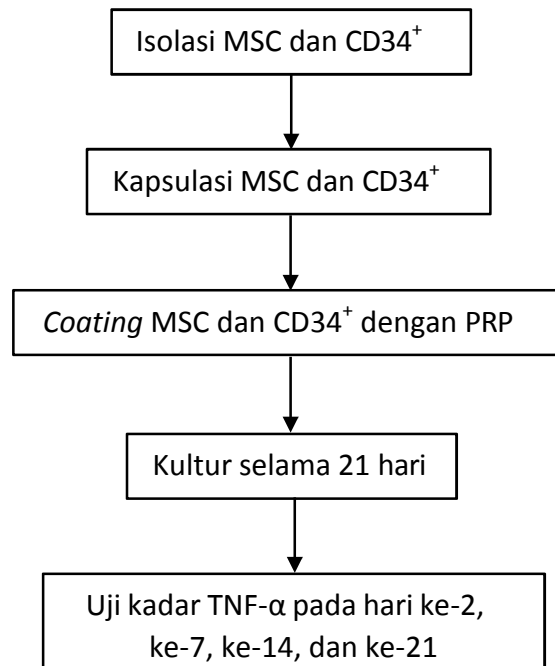 Isolasi MSC dan CD34⁺
Kapsulasi MSC dan CD34⁺
Coating MSC dan CD34⁺ dengan PRP
Kultur selama 21 hari
Uji kadar TNF-α pada hari ke-2,
ke-7, ke-14, dan ke-21